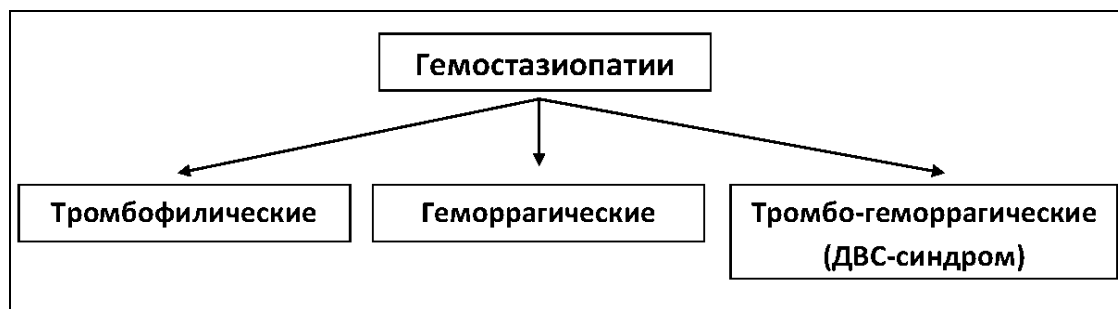 Гемостазиопатии
Тромбофилические
Геморрагические
Тромбо-геморрагические
(ДВС-синдром)